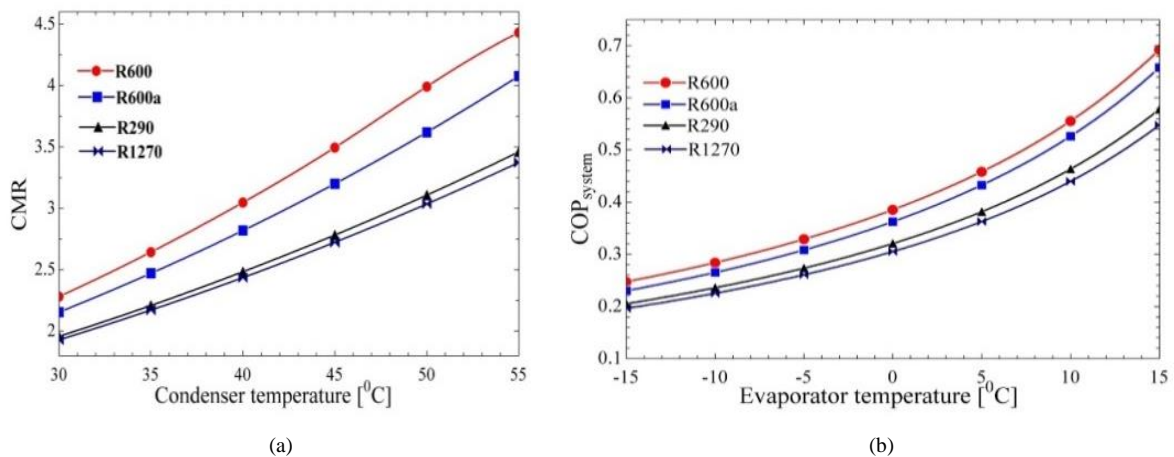 4.5
4
3.5
3
2.5
2
CMR
R600
R600a
R290
R1270
30 35 40 45 50 55
Condenser temperature [⁰C]
(a)
0.7
0.6
0.5
0.4
0.3
0.2
0.1
COPsystem
R600
R600a
R290
R1270
-15 -10 -5 0 5 10 15
Evaporator temperature [⁰C]
(b)